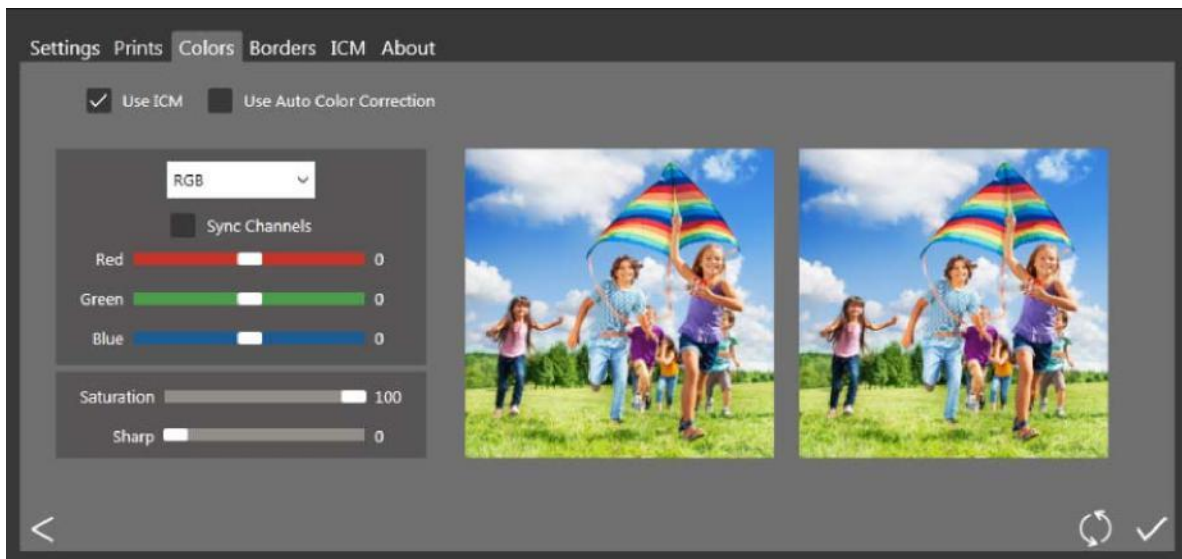 Settings Prints Colors Borders ICM About
Use ICM Use Auto Color Correction
RGB
Sync Channels
Red 0
Green 0
Blue 0
Saturation 100
Sharp 0